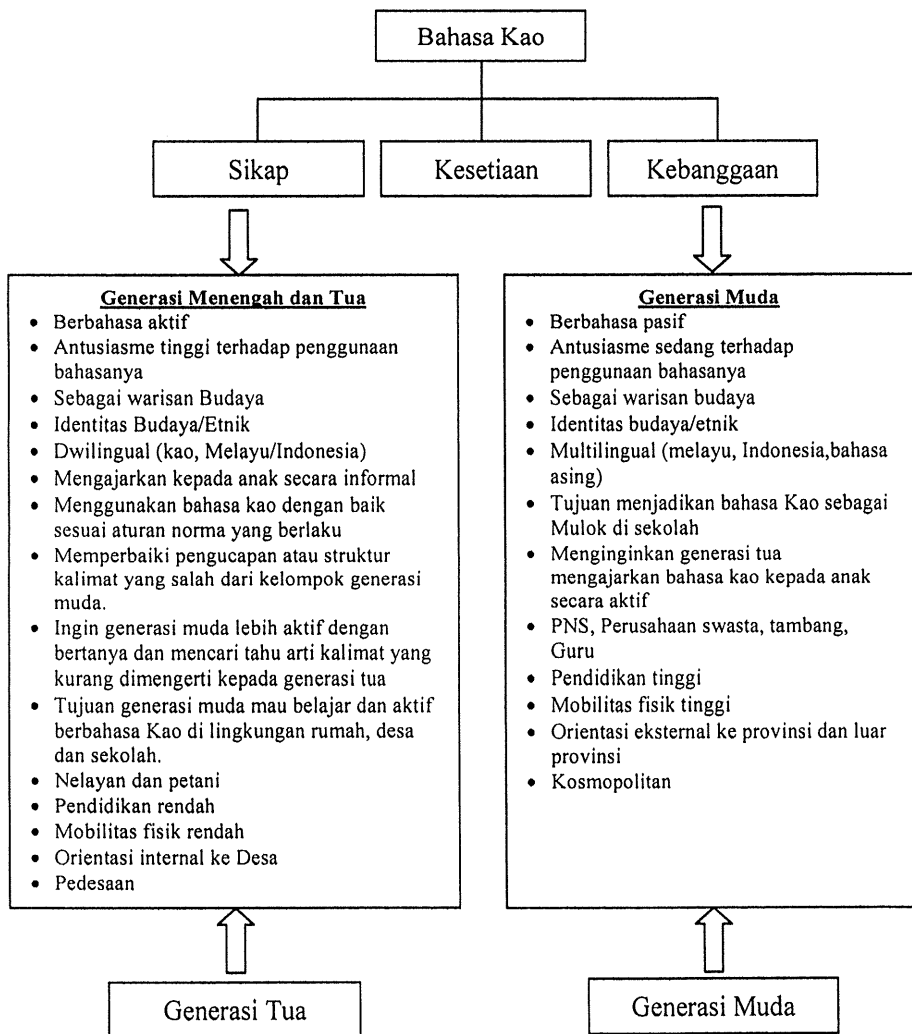 Bahasa Kao
Sikap
Kesetiaan
Kebanggaan
Generasi Menengah dan Tua
• Berbahasa aktif
• Antusiasme tinggi terhadap penggunaan
bahasanya
• Sebagai warisan Budaya
• Identitas Budaya/Etnik
• Dwilingual (kao, Melayu/Indonesia)
• Mengajarkan kepada anak secara informal
• Menggunakan bahasa kao dengan baik
sesuai aturan norma yang berlaku
• Memperbaiki pengucapan atau struktur
kalimat yang salah dari kelompok generasi
muda.
• Ingin generasi muda lebih aktif dengan
bertanya dan mencari tahu arti kalimat yang
kurang dimengerti kepada generasi tua
• Tujuan generasi muda mau belajar dan aktif
berbahasa Kao di lingkungan rumah, desa
dan sekolah.
• Nelayan dan petani
• Pendidikan rendah
• Mobilitas fisik rendah
• Orientasi internal ke Desa
• Pedesaan
Generasi Muda
• Berbahasa pasif
• Antusiasme sedang terhadap
penggunaan bahasanya
• Sebagai warisan budaya
• Identitas budaya/etnik
• Multilingual (melayu, Indonesia,bahasa
asing)
• Tujuan menjadikan bahasa Kao sebagai
Mulok di sekolah
• Menginginkan generasi tua
mengajarkan bahasa kao kepada anak
secara aktif
• PNS, Perusahaan swasta, tambang,
Guru
• Pendidikan tinggi
• Mobilitas fisik tinggi
• Orientasi eksternal ke provinsi dan luar
provinsi
• Kosmopolitan
Generasi Tua
Generasi Muda